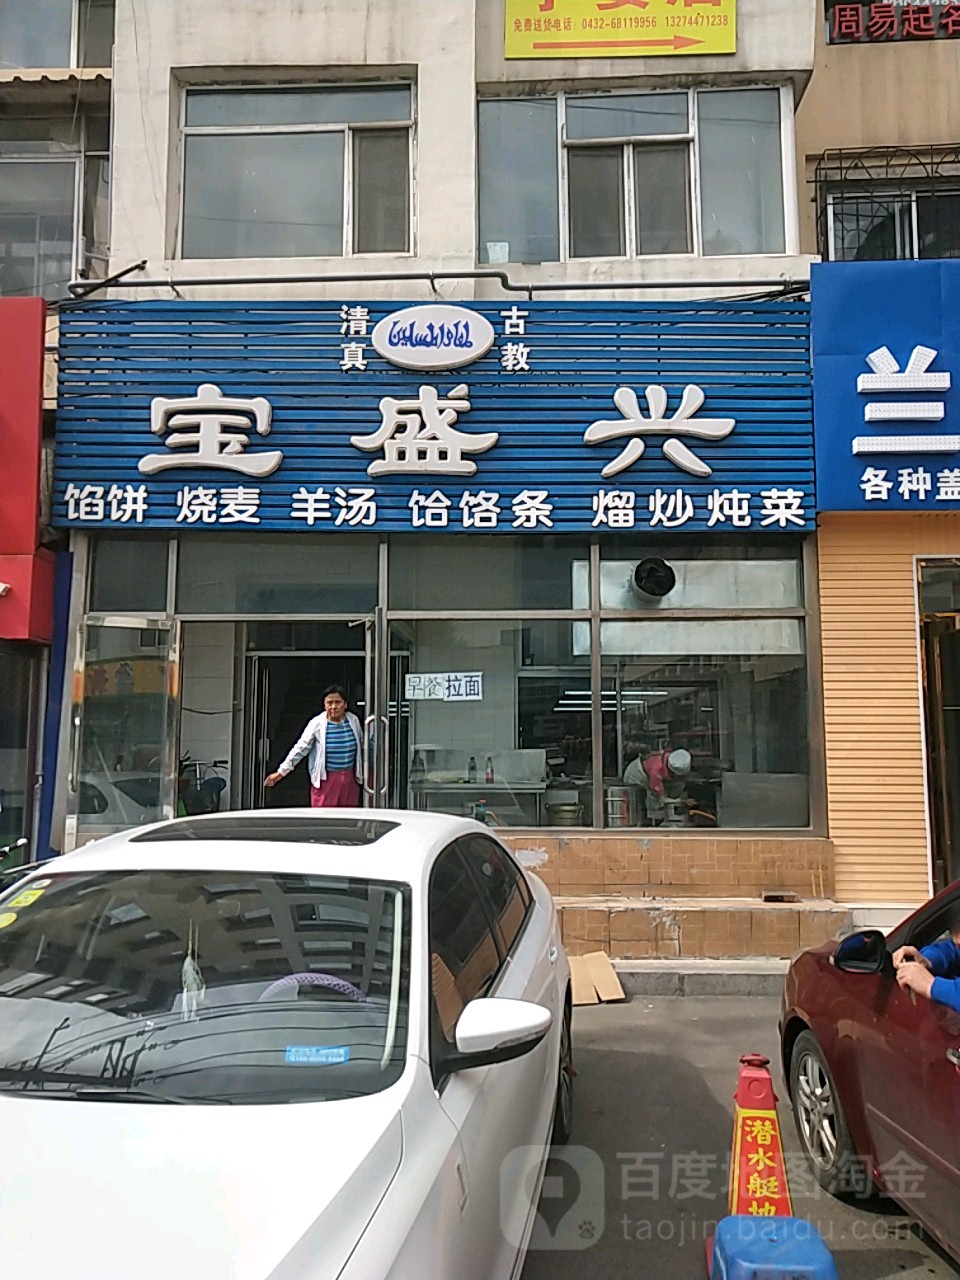 免费送货电话：0432-68119956 13274471238
周易起名
清真
古教
宝盛兴
馅饼 烧麦 羊汤 饸饹条 熘炒炖菜
兰
各种盖
早餐 拉面
潜水艇地
百度地图淘金
taojin.baidu.com